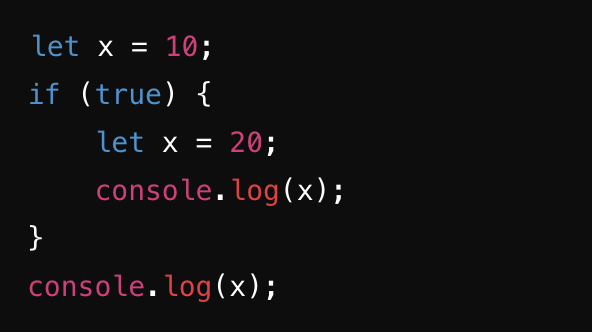 let x = 10;
if (true) {
    let x = 20;
    console.log(x);
}
console.log(x);